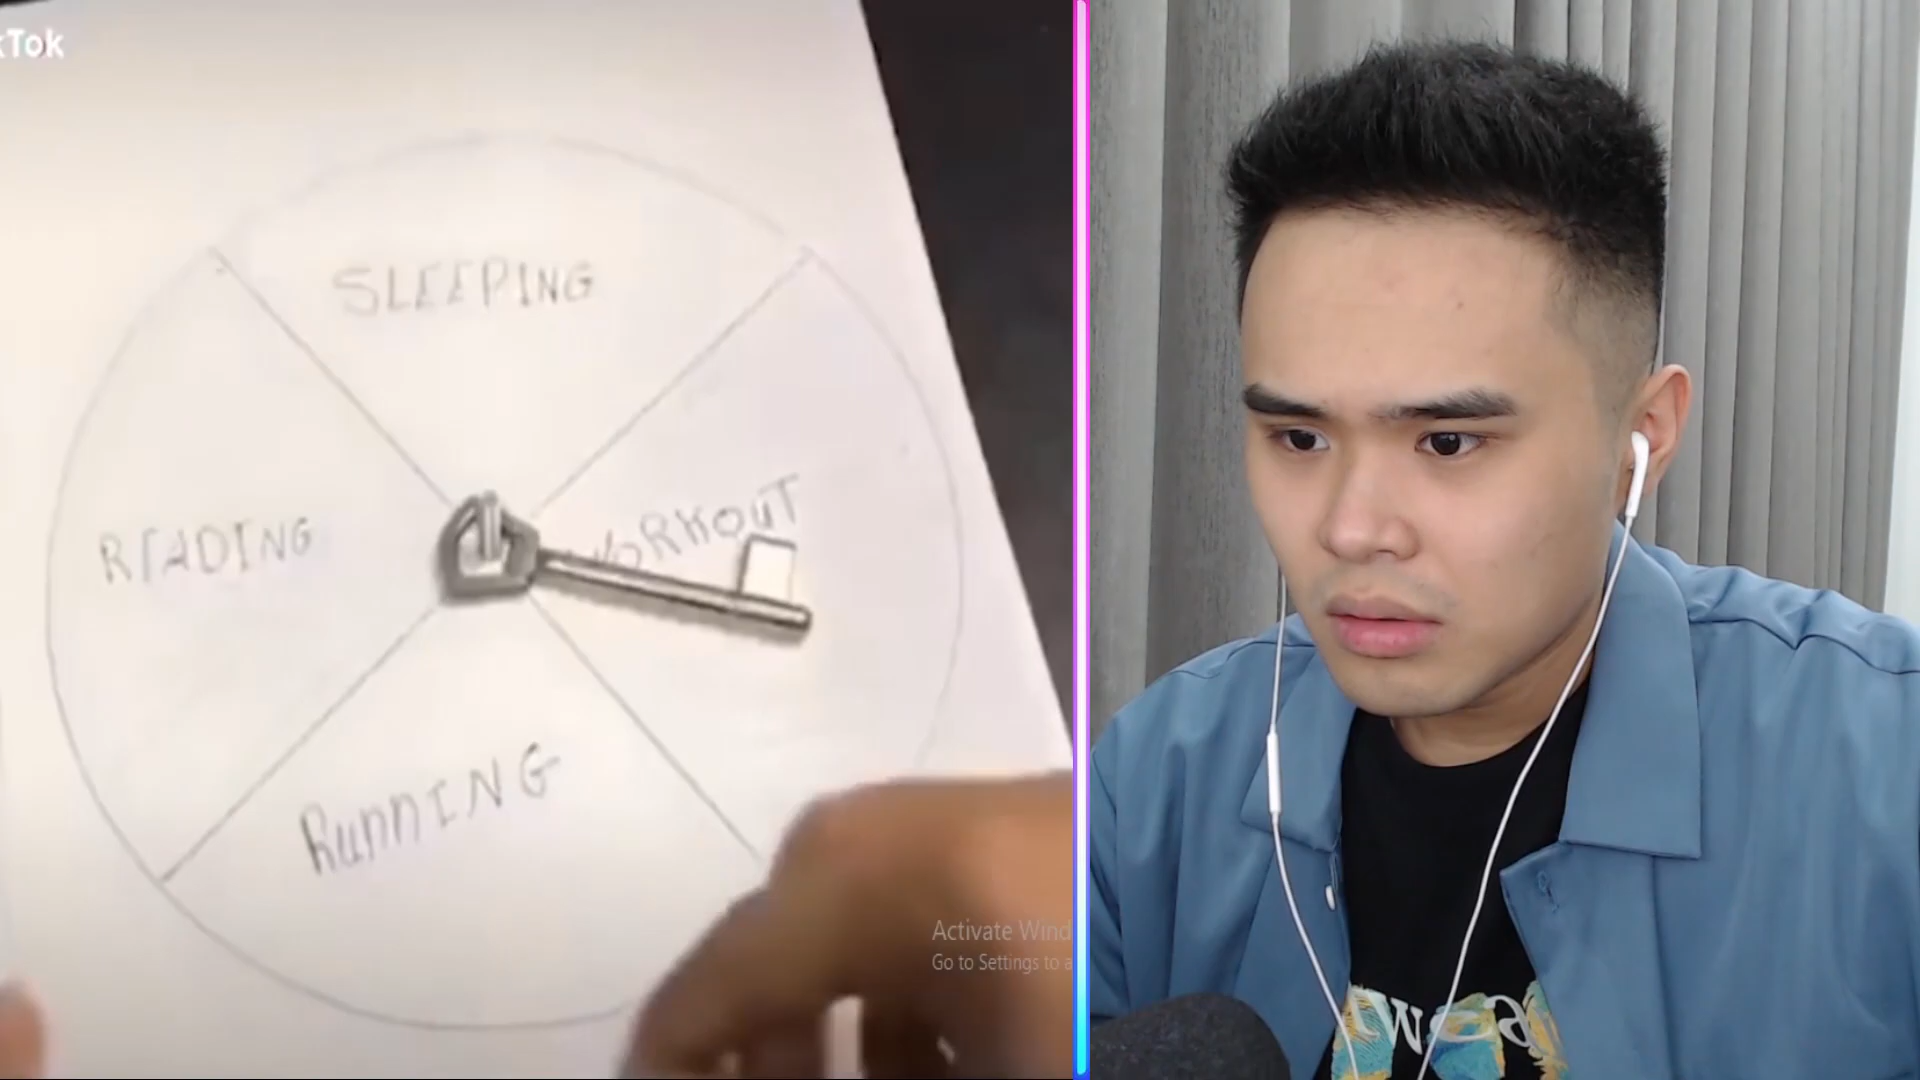 kTok
SLEEPING
READING
WORKOUT
RunnING
Activate Wind
Go to Settings to a